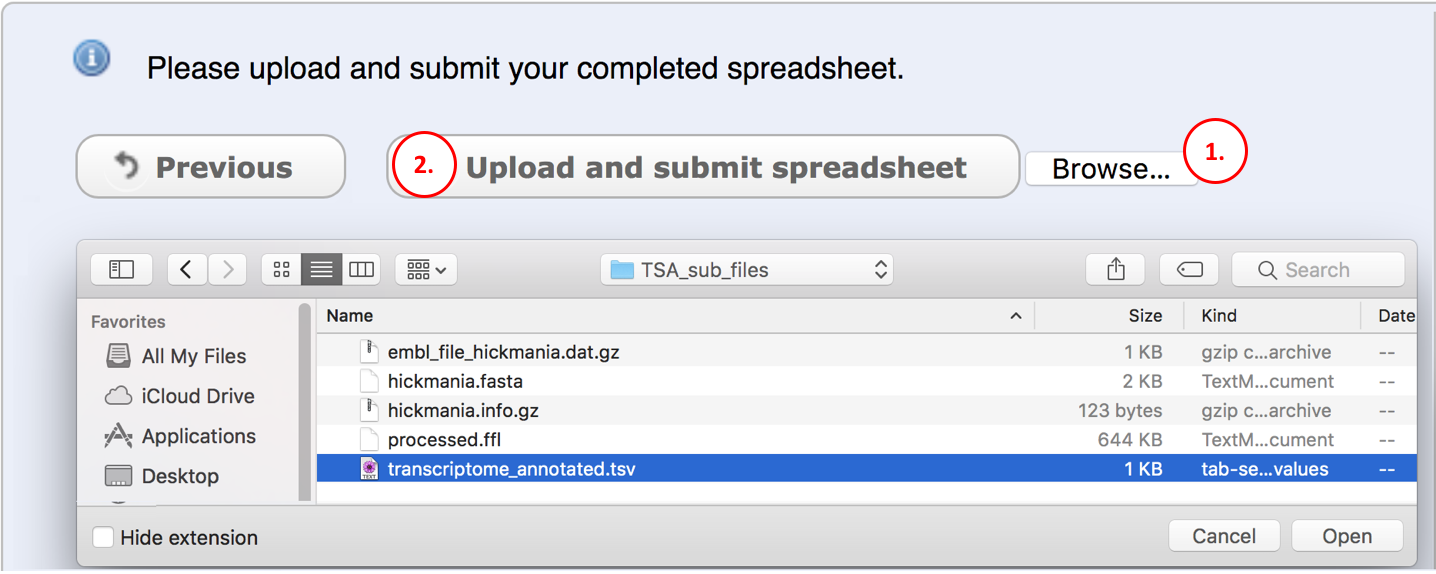 Please upload and submit your completed spreadsheet.
Previous 2. Upload and submit spreadsheet Browse... 1.
TSA_sub_files Search
Favorites Name Size Kind Date
All My Files embl_file_hickmania.dat.gz 1 KB gzip c...archive --
hickmania.fasta 2 KB TextM...cument --
iCloud Drive hickmania.info.gz 123 bytes gzip c...archive --
Applications processed.ffl 644 KB TextM...cument --
Desktop transcriptome_annotated.tsv 1 KB tab-se...values --
Hide extension Cancel Open